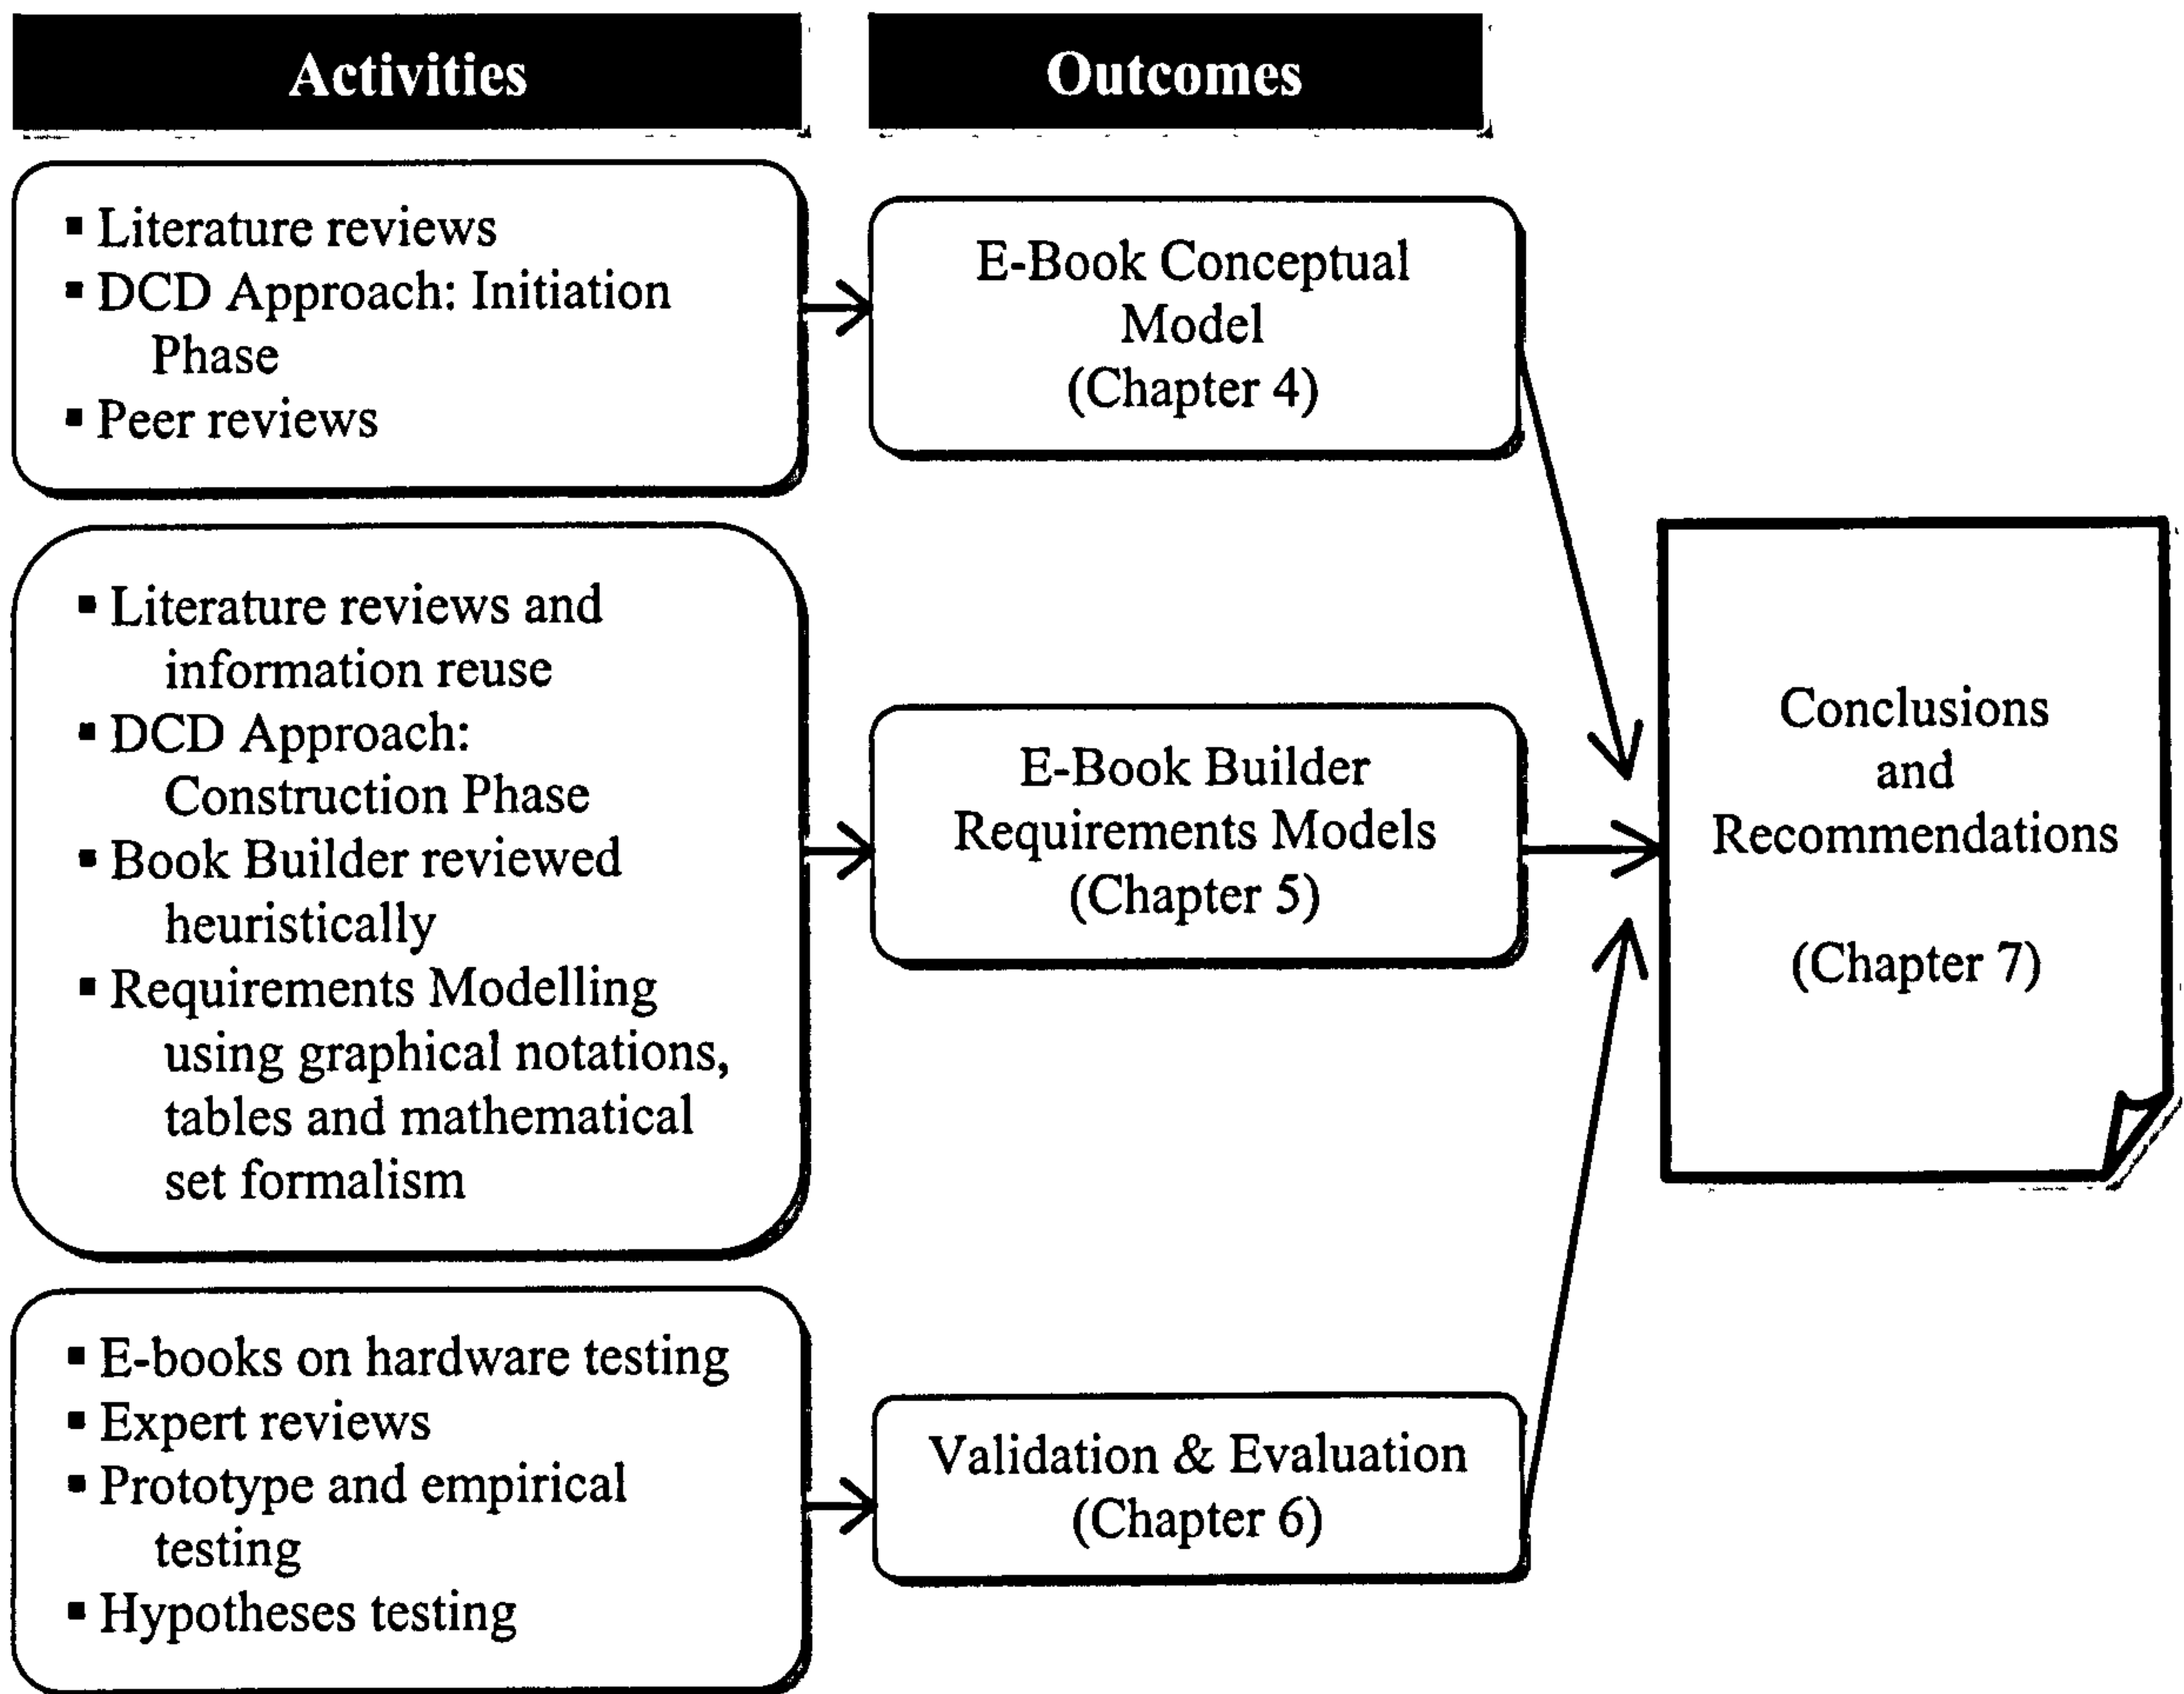 Activities
Outcomes
▪ Literature reviews
▪ DCD Approach: Initiation
Phase
▪ Peer reviews
E-Book Conceptual
Model
(Chapter 4)
▪ Literature reviews and
information reuse
▪ DCD Approach:
Construction Phase
▪ Book Builder reviewed
heuristically
▪ Requirements Modelling
using graphical notations,
tables and mathematical
set formalism
E-Book Builder
Requirements Models
(Chapter 5)
▪ E-books on hardware testing
▪ Expert reviews
▪ Prototype and empirical
testing
▪ Hypotheses testing
Validation & Evaluation
(Chapter 6)
Conclusions
and
Recommendations
(Chapter 7)